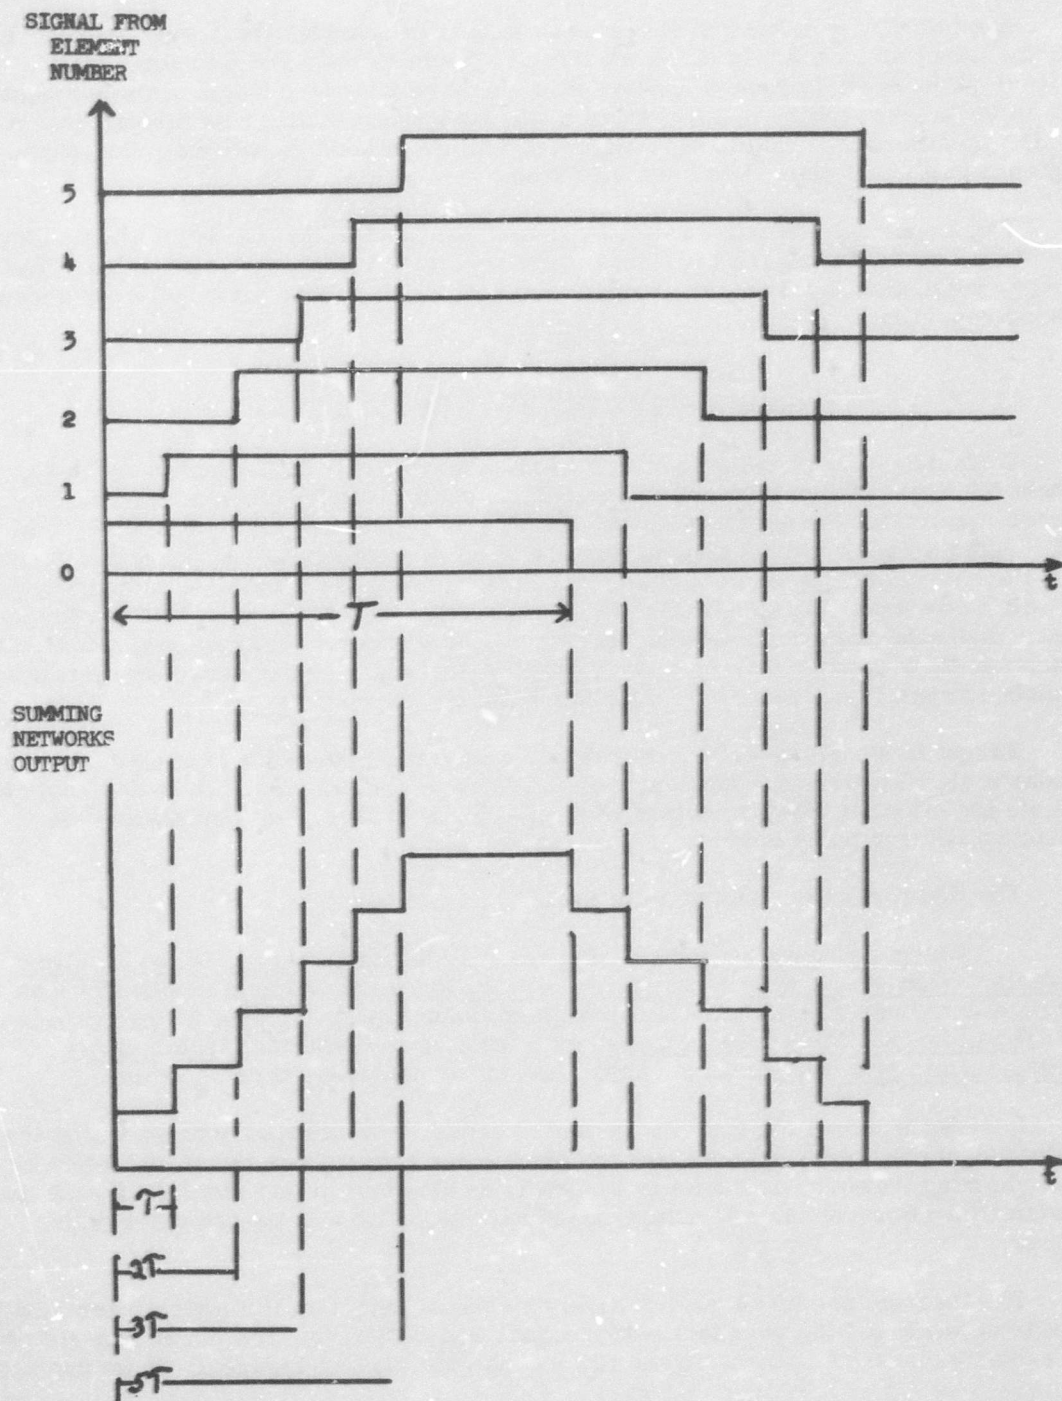 SIGNAL FROM
ELEMENT
NUMBER
5
4
3
2
1
0
t
T
SUMMING
NETWORKS
OUTPUT
t
τ
2τ
3τ
5τ